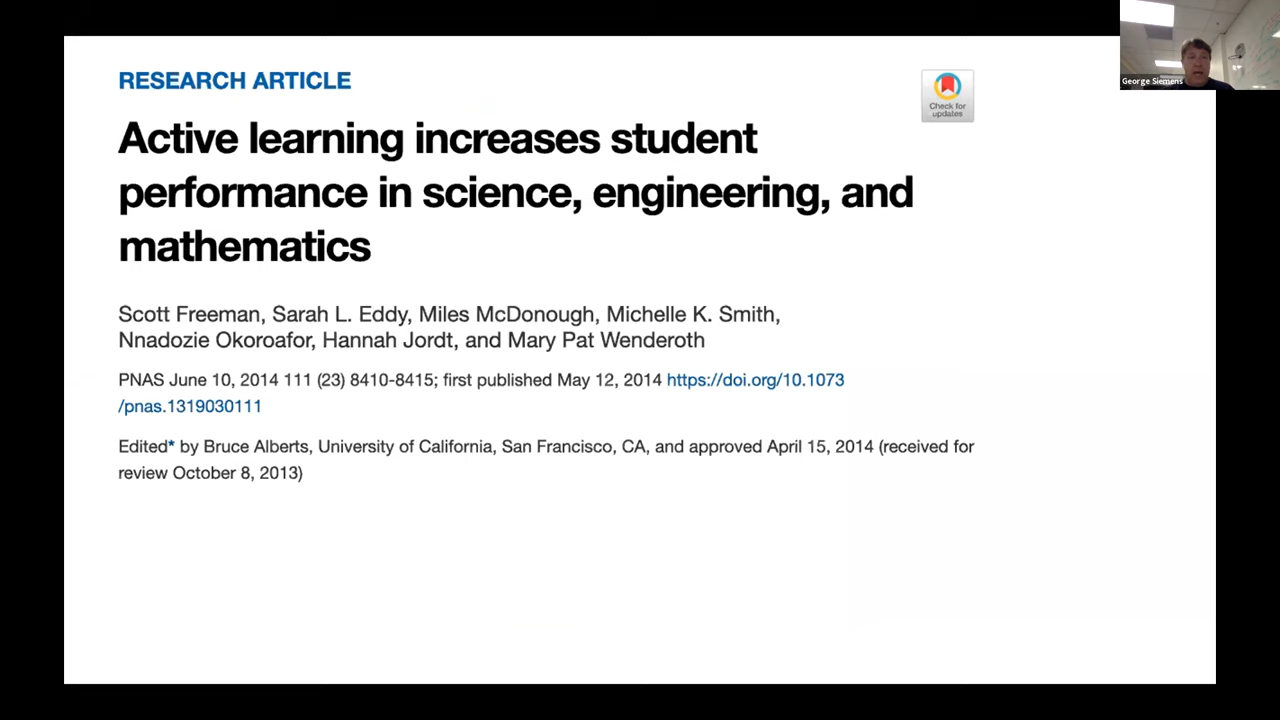 RESEARCH ARTICLE
Check for
updates
George Siemens
Active learning increases student
performance in science, engineering, and
mathematics
Scott Freeman, Sarah L. Eddy, Miles McDonough, Michelle K. Smith,
Nnadozie Okoroafor, Hannah Jordt, and Mary Pat Wenderoth
PNAS June 10, 2014 111 (23) 8410-8415; first published May 12, 2014 https://doi.org/10.1073
/pnas.1319030111
Edited* by Bruce Alberts, University of California, San Francisco, CA, and approved April 15, 2014 (received for
review October 8, 2013)